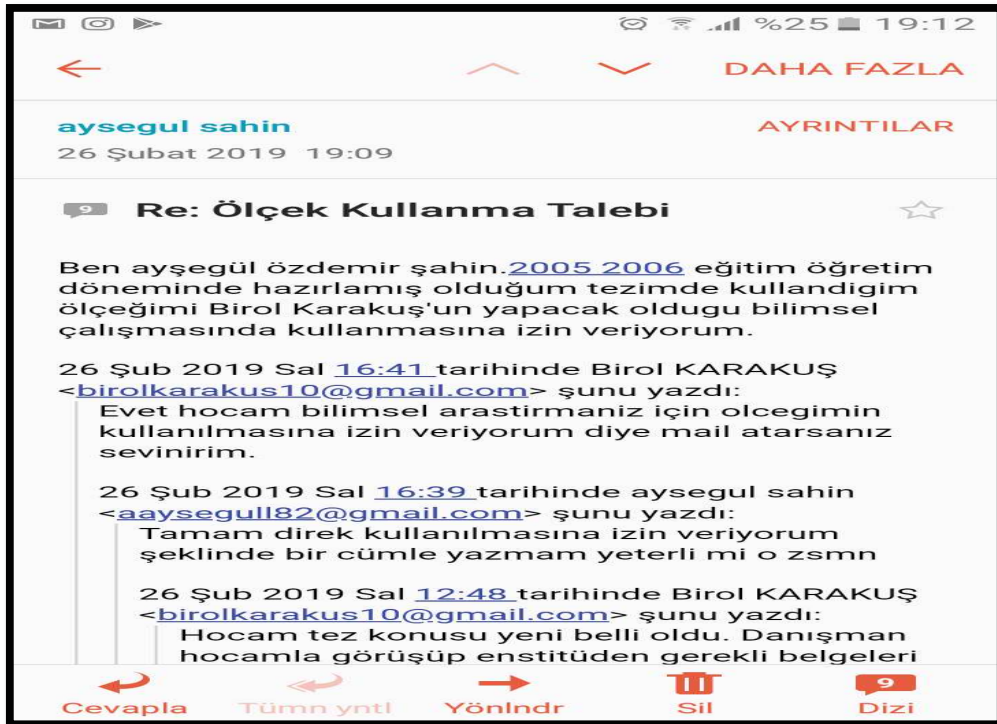 %25 19:12
DAHA FAZLA
aysegul sahin
AYRINTILAR
26 Şubat 2019 19:09
9 Re: Ölçek Kullanma Talebi
Ben ayşegül özdemir şahin.2005 2006 eğitim öğretim
döneminde hazırlamış olduğum tezimde kullandigim
ölçeğimi Birol Karakuş'un yapacak oldugu bilimsel
çalışmasında kullanmasına izin veriyorum.
26 Şub 2019 Sal 16:41 tarihinde Birol KARAKUŞ
<birolkarakus10@gmail.com> şunu yazdı:
Evet hocam bilimsel arastirmaniz için olcegimin
kullanılmasına izin veriyorum diye mail atarsanız
sevinirim.
26 Şub 2019 Sal 16:39 tarihinde aysegul sahin
<aaysegull82@gmail.com> şunu yazdı:
Tamam direk kullanılmasına izin veriyorum
şeklinde bir cümle yazmam yeterli mi o zsmn
26 Şub 2019 Sal 12:48 tarihinde Birol KARAKUŞ
<birolkarakus10@gmail.com> şunu yazdı:
Hocam tez konusu yeni belli oldu. Danışman
hocamla görüşüp enstitüden gerekli belgeleri
9
Cevapla Tümn yntl Yönlndr Sil Dizi